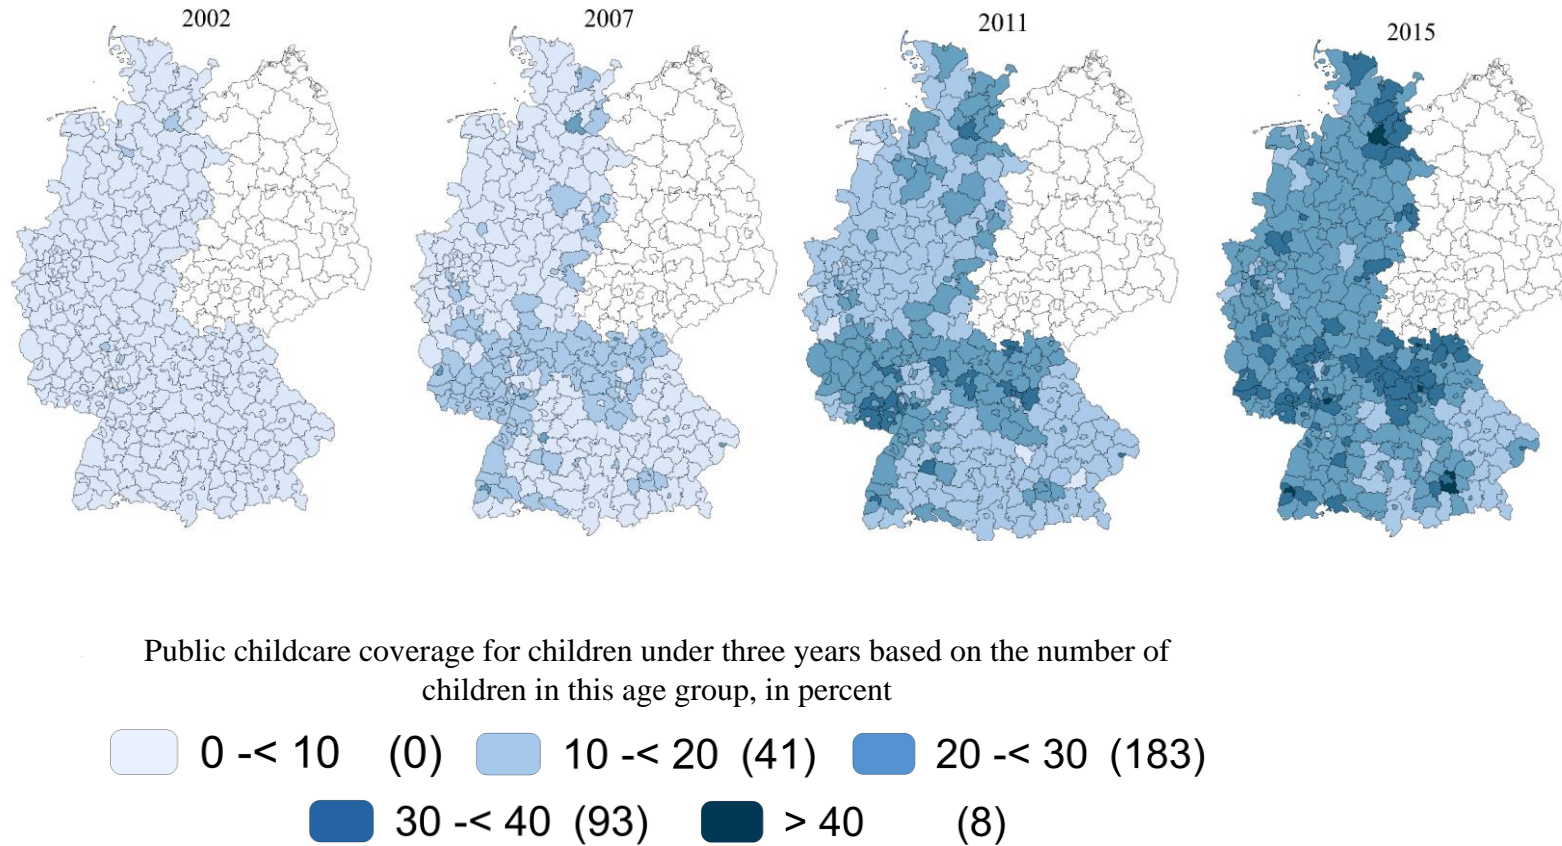 2002
2007
2011
2015
Public childcare coverage for children under three years based on the number of
children in this age group, in percent
0 -< 10 (0) 10 -< 20 (41) 20 -< 30 (183)
30 -< 40 (93) > 40 (8)